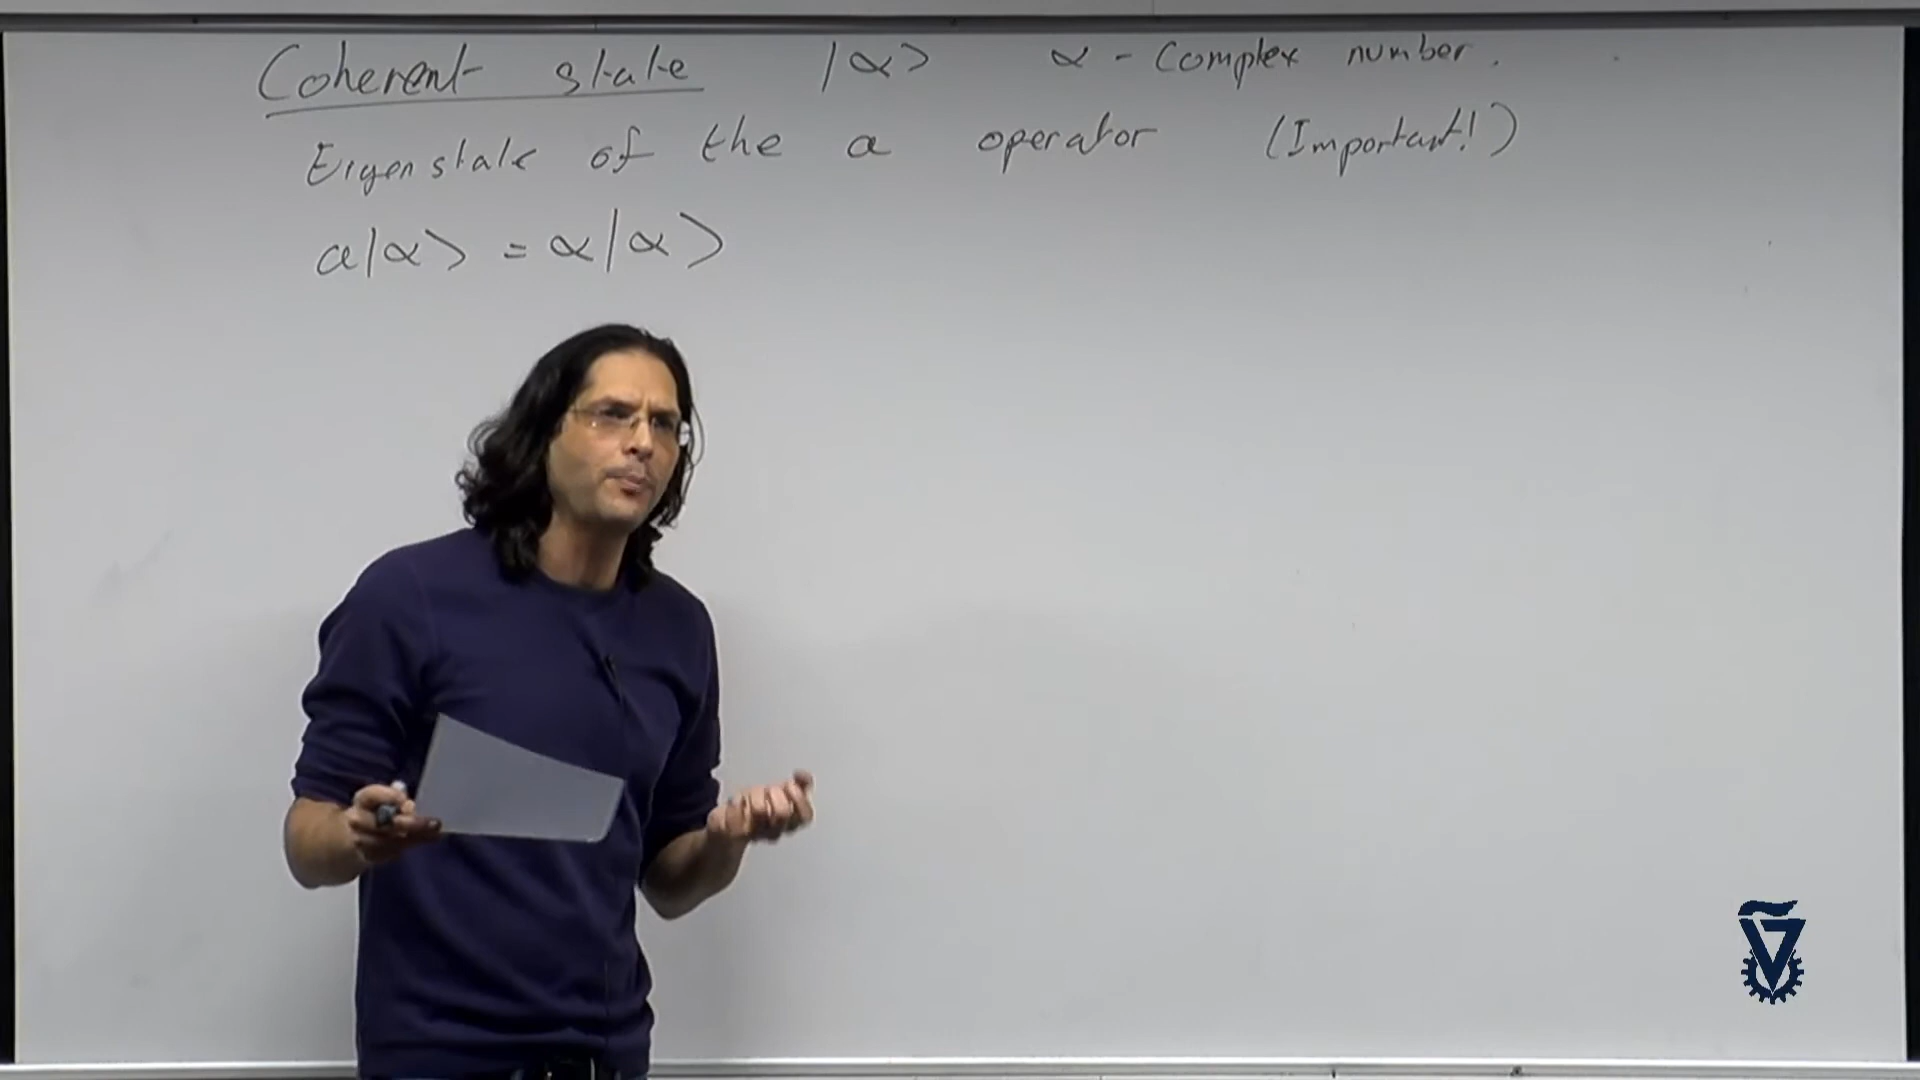 Coherent state |α> α - Complex number.
Eigenstate of the a operator (Important!)
a|α> = α|α>